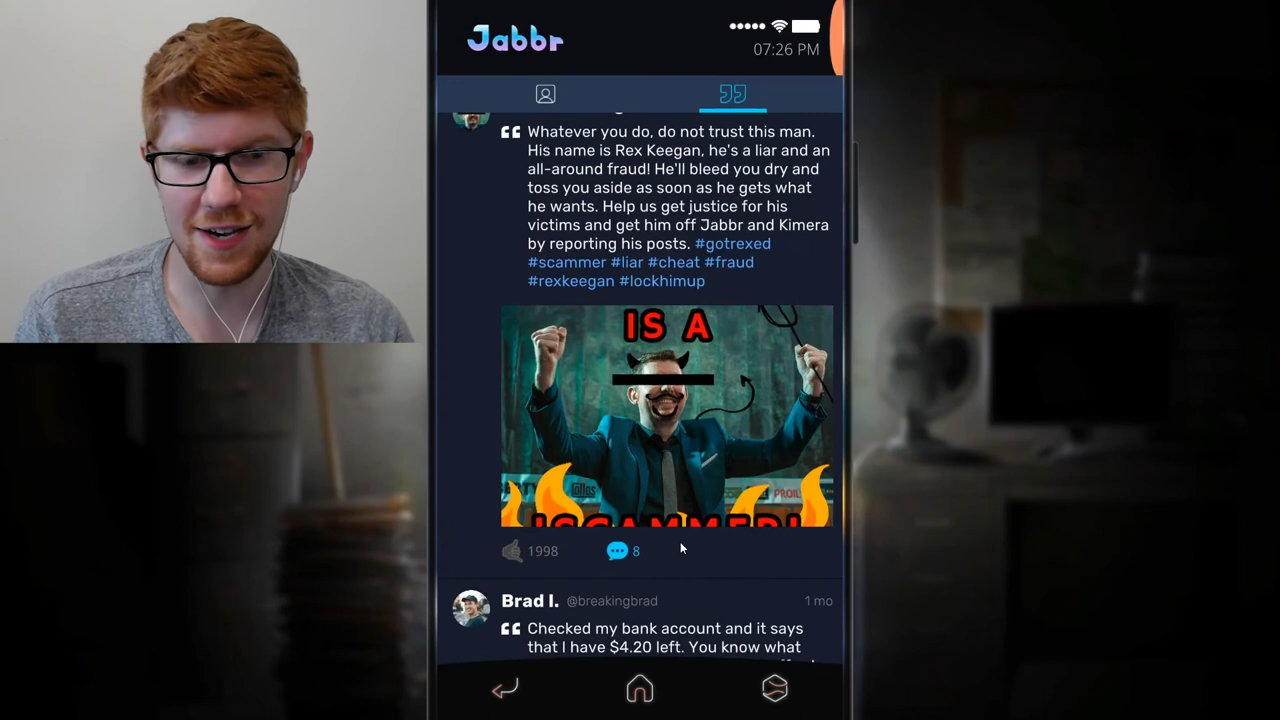 Jabbr
07:26 PM
Whatever you do, do not trust this man.
His name is Rex Keegan, he's a liar and an
all-around fraud! He'll bleed you dry and
toss you aside as soon as he gets what
he wants. Help us get justice for his
victims and get him off Jabbr and Kimera
by reporting his posts. #gotrexed
#scammer #liar #cheat #fraud
#rexkeegan #lockhimup
IS A
SCAMMER!
1998
8
Brad I. @breakingbrad 1 mo
Checked my bank account and it says
that I have $4.20 left. You know what